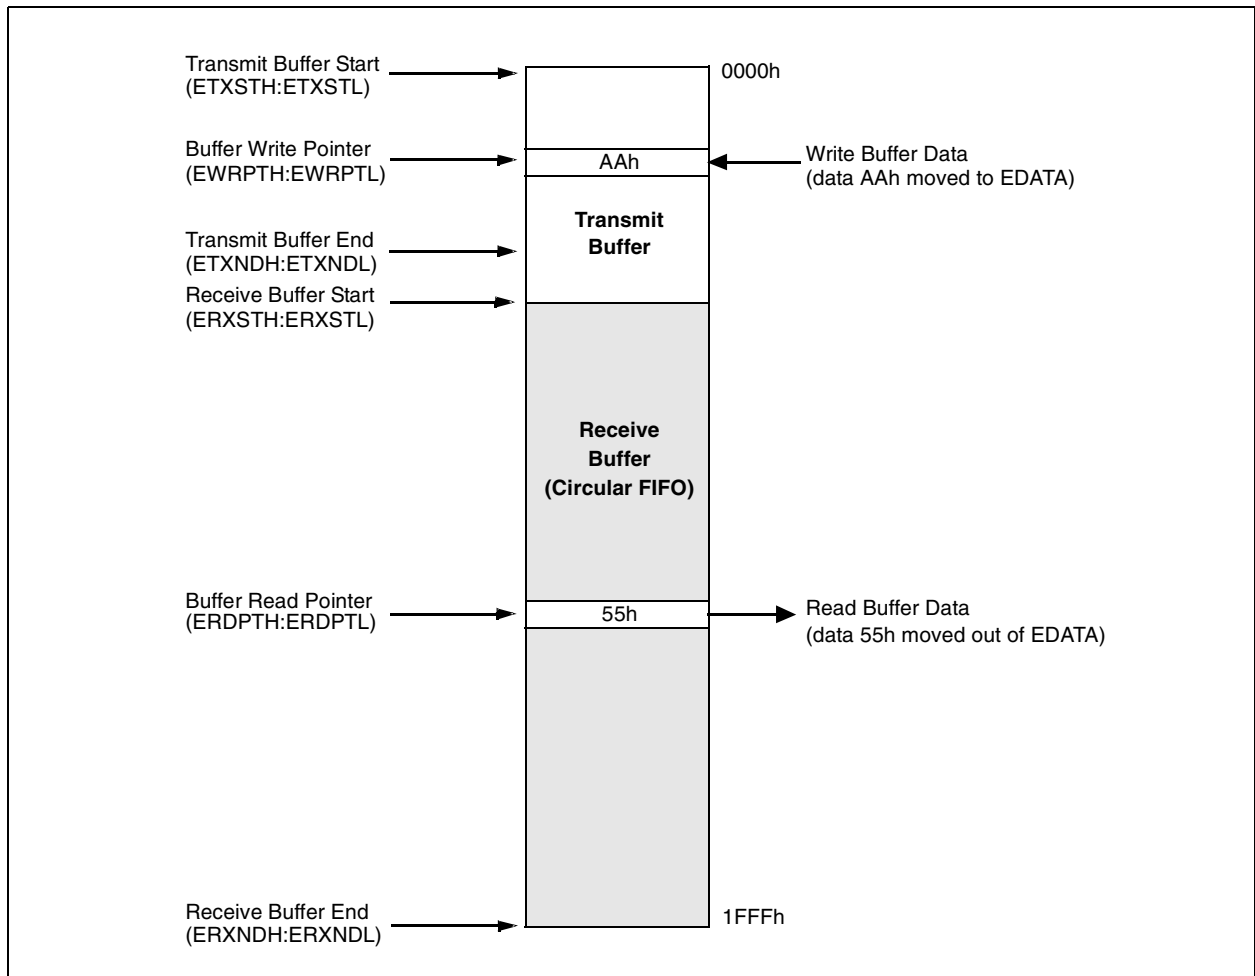 Transmit Buffer Start
(ETXSTH:ETXSTL)
0000h
Buffer Write Pointer
(EWRPTH:EWRPTL)
AAh
Write Buffer Data
(data AAh moved to EDATA)
Transmit
Buffer
Transmit Buffer End
(ETXNDH:ETXNDL)
Receive Buffer Start
(ERXSTH:ERXSTL)
Receive
Buffer
(Circular FIFO)
Buffer Read Pointer
(ERDPTH:ERDPTL)
55h
Read Buffer Data
(data 55h moved out of EDATA)
Receive Buffer End
(ERXNDH:ERXNDL)
1FFFh